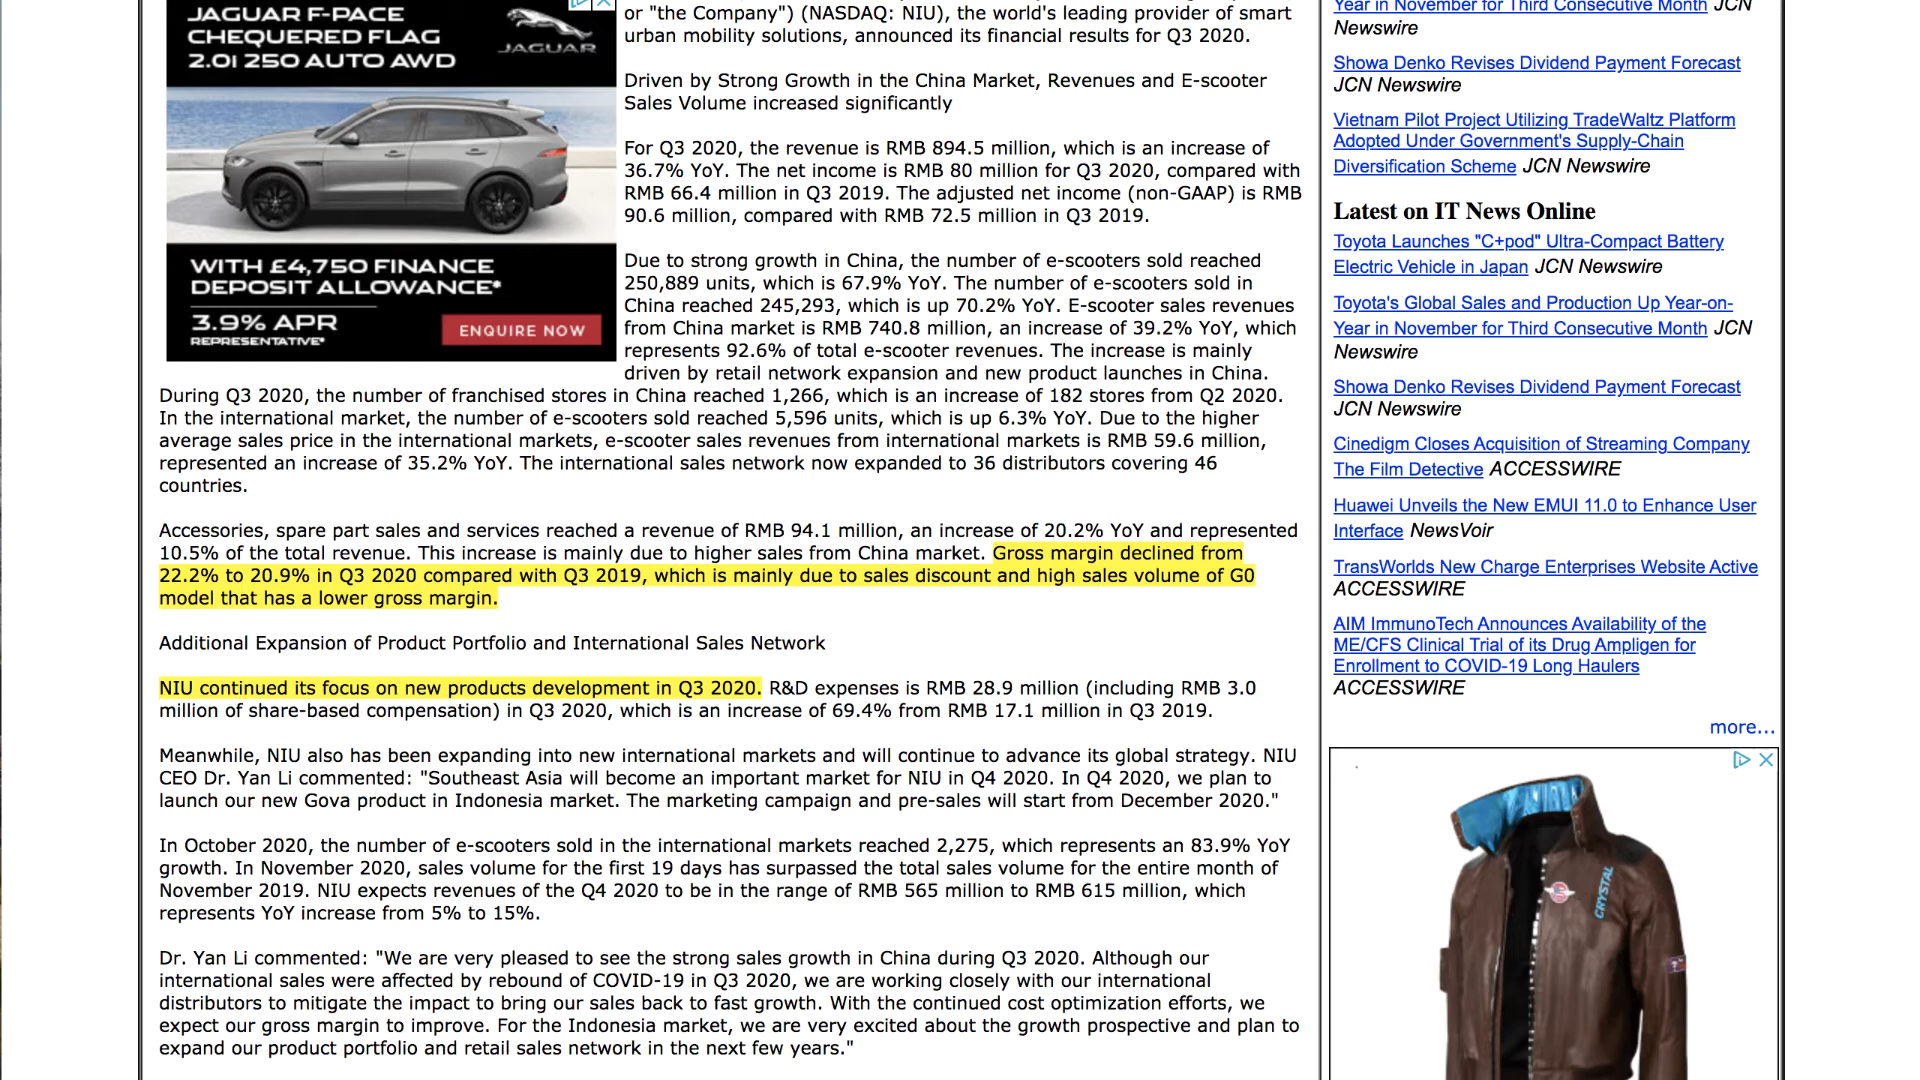 JAGUAR F-PACE
CHEQUERED FLAG
2.0i 250 AUTO AWD
JAGUAR
WITH £4,750 FINANCE
DEPOSIT ALLOWANCE*
3.9% APR
REPRESENTATIVE*
ENQUIRE NOW
or "the Company") (NASDAQ: NIU), the world's leading provider of smart
urban mobility solutions, announced its financial results for Q3 2020.
Driven by Strong Growth in the China Market, Revenues and E-scooter
Sales Volume increased significantly
For Q3 2020, the revenue is RMB 894.5 million, which is an increase of
36.7% YoY. The net income is RMB 80 million for Q3 2020, compared with
RMB 66.4 million in Q3 2019. The adjusted net income (non-GAAP) is RMB
90.6 million, compared with RMB 72.5 million in Q3 2019.
Due to strong growth in China, the number of e-scooters sold reached
250,889 units, which is 67.9% YoY. The number of e-scooters sold in
China reached 245,293, which is up 70.2% YoY. E-scooter sales revenues
from China market is RMB 740.8 million, an increase of 39.2% YoY, which
represents 92.6% of total e-scooter revenues. The increase is mainly
driven by retail network expansion and new product launches in China.
During Q3 2020, the number of franchised stores in China reached 1,266, which is an increase of 182 stores from Q2 2020.
In the international market, the number of e-scooters sold reached 5,596 units, which is up 6.3% YoY. Due to the higher
average sales price in the international markets, e-scooter sales revenues from international markets is RMB 59.6 million,
represented an increase of 35.2% YoY. The international sales network now expanded to 36 distributors covering 46
countries.
Accessories, spare part sales and services reached a revenue of RMB 94.1 million, an increase of 20.2% YoY and represented
10.5% of the total revenue. This increase is mainly due to higher sales from China market. Gross margin declined from
22.2% to 20.9% in Q3 2020 compared with Q3 2019, which is mainly due to sales discount and high sales volume of G0
model that has a lower gross margin.
Additional Expansion of Product Portfolio and International Sales Network
NIU continued its focus on new products development in Q3 2020. R&D expenses is RMB 28.9 million (including RMB 3.0
million of share-based compensation) in Q3 2020, which is an increase of 69.4% from RMB 17.1 million in Q3 2019.
Meanwhile, NIU also has been expanding into new international markets and will continue to advance its global strategy. NIU
CEO Dr. Yan Li commented: "Southeast Asia will become an important market for NIU in Q4 2020. In Q4 2020, we plan to
launch our new Gova product in Indonesia market. The marketing campaign and pre-sales will start from December 2020."
In October 2020, the number of e-scooters sold in the international markets reached 2,275, which represents an 83.9% YoY
growth. In November 2020, sales volume for the first 19 days has surpassed the total sales volume for the entire month of
November 2019. NIU expects revenues of the Q4 2020 to be in the range of RMB 565 million to RMB 615 million, which
represents YoY increase from 5% to 15%.
Dr. Yan Li commented: "We are very pleased to see the strong sales growth in China during Q3 2020. Although our
international sales were affected by rebound of COVID-19 in Q3 2020, we are working closely with our international
distributors to mitigate the impact to bring our sales back to fast growth. With the continued cost optimization efforts, we
expect our gross margin to improve. For the Indonesia market, we are very excited about the growth prospective and plan to
expand our product portfolio and retail sales network in the next few years."
Year in November for Third Consecutive Month JCN
Newswire
Showa Denko Revises Dividend Payment Forecast
JCN Newswire
Vietnam Pilot Project Utilizing TradeWaltz Platform
Adopted Under Government's Supply-Chain
Diversification Scheme JCN Newswire
Latest on IT News Online
Toyota Launches "C+pod" Ultra-Compact Battery
Electric Vehicle in Japan JCN Newswire
Toyota's Global Sales and Production Up Year-on-
Year in November for Third Consecutive Month JCN
Newswire
Showa Denko Revises Dividend Payment Forecast
JCN Newswire
Cinedigm Closes Acquisition of Streaming Company
The Film Detective ACCESSWIRE
Huawei Unveils the New EMUI 11.0 to Enhance User
Interface NewsVoir
TransWorlds New Charge Enterprises Website Active
ACCESSWIRE
AIM ImmunoTech Announces Availability of the
ME/CFS Clinical Trial of its Drug Ampligen for
Enrollment to COVID-19 Long Haulers
ACCESSWIRE
more...
CRYSTAL